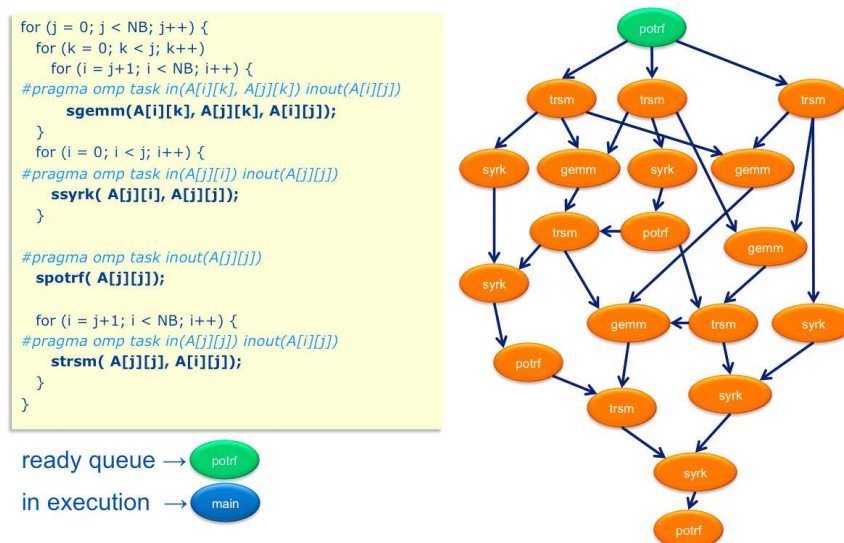 for (j = 0; j < NB; j++) {
for (k = 0; k < j; k++)
for (i = j+1; i < NB; i++) {
#pragma omp task in(A[i][k], A[j][k]) inout(A[i][j])
sgemm(A[i][k], A[j][k], A[i][j]);
}
for (i = 0; i < j; i++) {
#pragma omp task in(A[j][i]) inout(A[j][j])
ssyrk( A[j][i], A[j][j]);
}
#pragma omp task inout(A[j][j])
spotrf( A[j][j]);
for (i = j+1; i < NB; i++) {
#pragma omp task in(A[j][j]) inout(A[i][j])
strsm( A[j][j], A[i][j]);
}
}
ready queue → potrf
in execution → main
potrf
trsm trsm trsm
syrk gemm syrk gemm
trsm potrf
gemm
syrk
gemm trsm syrk
potrf
syrk
trsm
syrk
potrf